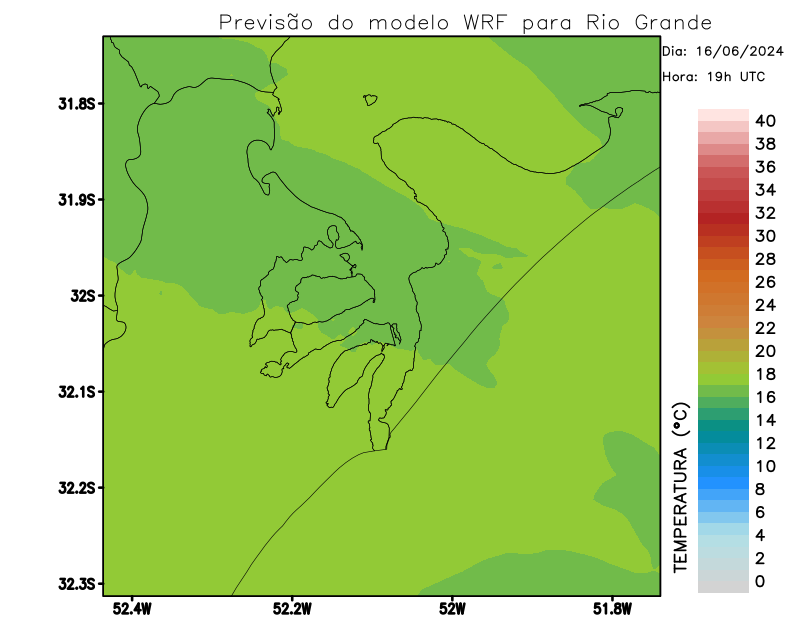 Previsão do modelo WRF para Rio Grande
Dia: 16/06/2024
Hora: 19h UTC
31.8S
31.9S
32S
32.1S
32.2S
32.3S
52.4W
52.2W
52W
51.8W
TEMPERATURA (°C)
40
38
36
34
32
30
28
26
24
22
20
18
16
14
12
10
8
6
4
2
0